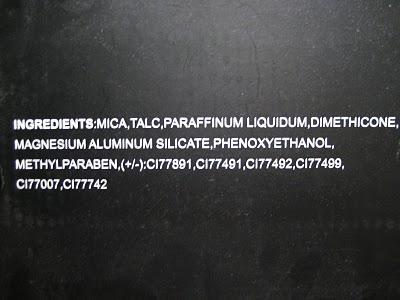 INGREDIENTS:MICA,TALC,PARAFFINUM LIQUIDUM,DIMETHICONE,
MAGNESIUM ALUMINUM SILICATE,PHENOXYETHANOL,
METHYLPARABEN,(+/-):CI77891,CI77491,CI77492,CI77499,
CI77007,CI77742